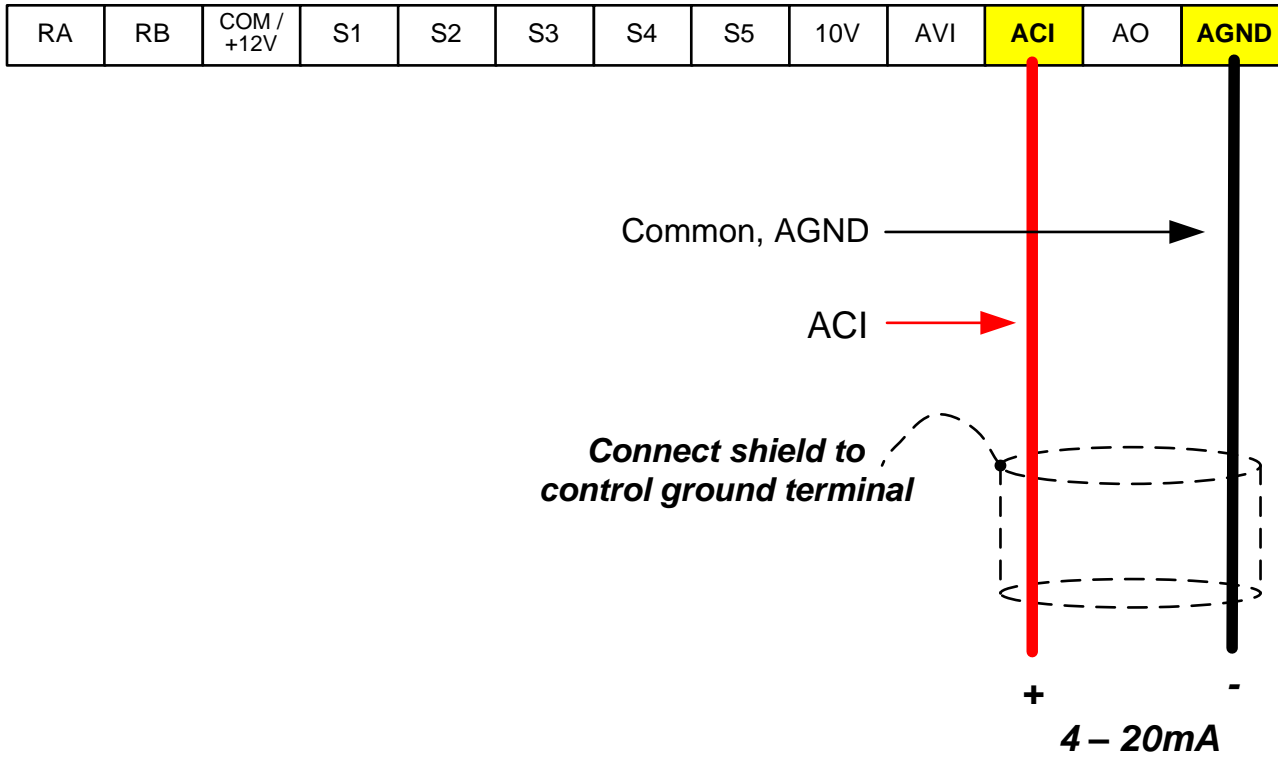 RA RB COM / +12V S1 S2 S3 S4 S5 10V AVI ACI AO AGND
Common, AGND
ACI
Connect shield to
control ground terminal
+ -
4 – 20mA